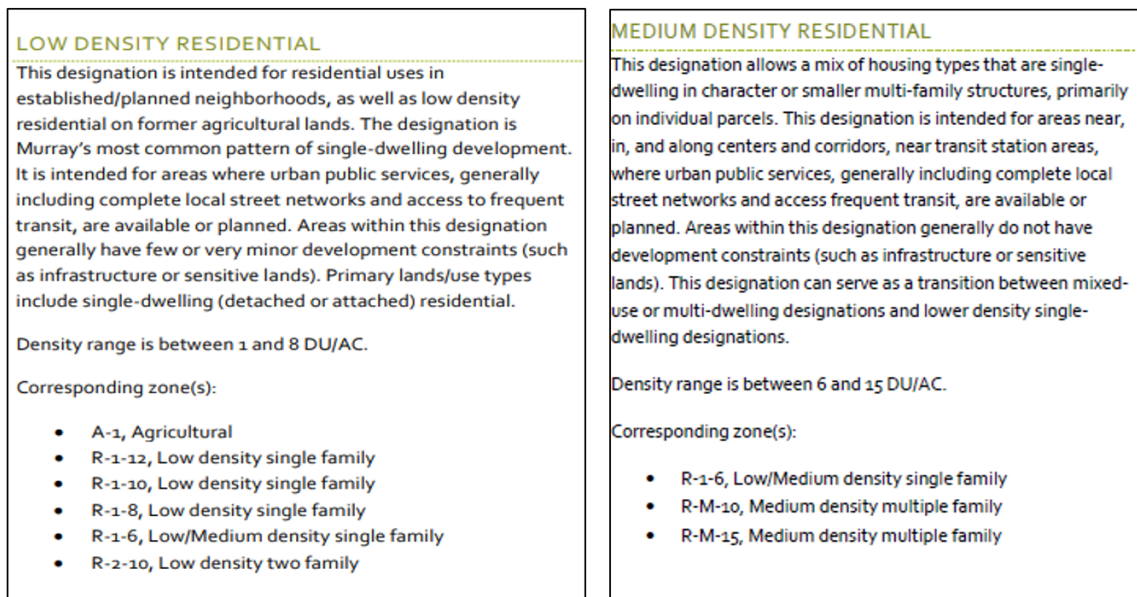 LOW DENSITY RESIDENTIAL
This designation is intended for residential uses in
established/planned neighborhoods, as well as low density
residential on former agricultural lands. The designation is
Murray's most common pattern of single-dwelling development.
It is intended for areas where urban public services, generally
including complete local street networks and access to frequent
transit, are available or planned. Areas within this designation
generally have few or very minor development constraints (such
as infrastructure or sensitive lands). Primary lands/use types
include single-dwelling (detached or attached) residential.
Density range is between 1 and 8 DU/AC.
Corresponding zone(s):
• A-1, Agricultural
• R-1-12, Low density single family
• R-1-10, Low density single family
• R-1-8, Low density single family
• R-1-6, Low/Medium density single family
• R-2-10, Low density two family
MEDIUM DENSITY RESIDENTIAL
This designation allows a mix of housing types that are single-
dwelling in character or smaller multi-family structures, primarily
on individual parcels. This designation is intended for areas near,
in, and along centers and corridors, near transit station areas,
where urban public services, generally including complete local
street networks and access frequent transit, are available or
planned. Areas within this designation generally do not have
development constraints (such as infrastructure or sensitive
lands). This designation can serve as a transition between mixed-
use or multi-dwelling designations and lower density single-
dwelling designations.
Density range is between 6 and 15 DU/AC.
Corresponding zone(s):
• R-1-6, Low/Medium density single family
• R-M-10, Medium density multiple family
• R-M-15, Medium density multiple family